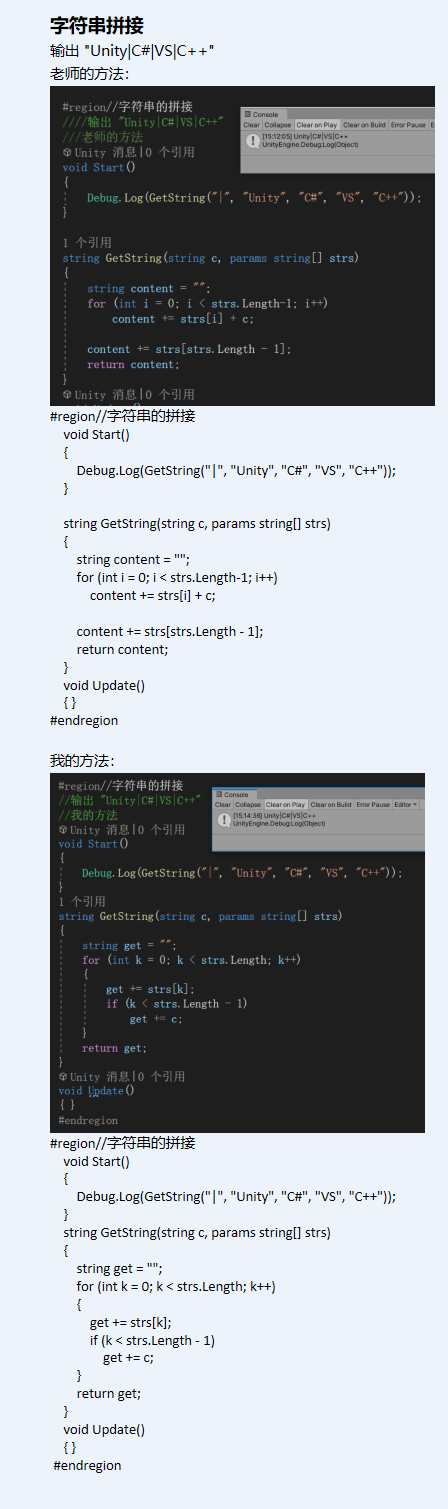 字符串拼接
输出 "Unity|C#|VS|C++"
老师的方法：
#region//字符串的拼接
////输出 "Unity|C#|VS|C++"
///老师的方法
Unity 消息|0 个引用
void Start()
{
Debug.Log(GetString("|", "Unity", "C#", "VS", "C++"));
}
1 个引用
string GetString(string c, params string[] strs)
{
string content = "";
for (int i = 0; i < strs.Length-1; i++)
content += strs[i] + c;
content += strs[strs.Length - 1];
return content;
}
Unity 消息|0 个引用
Console
Clear Collapse Clear on Play Clear on Build Error Pause E
[15:12:05] Unity|C#|VS|C++
UnityEngine.Debug:Log(Object)
#region//字符串的拼接
void Start()
{
Debug.Log(GetString("|", "Unity", "C#", "VS", "C++"));
}
string GetString(string c, params string[] strs)
{
string content = "";
for (int i = 0; i < strs.Length-1; i++)
content += strs[i] + c;
content += strs[strs.Length - 1];
return content;
}
void Update()
{ }
#endregion
我的方法：
#region//字符串的拼接
//输出 "Unity|C#|VS|C++"
//我的方法
Unity 消息|0 个引用
void Start()
{
Debug.Log(GetString("|", "Unity", "C#", "VS", "C++"));
}
1 个引用
string GetString(string c, params string[] strs)
{
string get = "";
for (int k = 0; k < strs.Length; k++)
{
get += strs[k];
if (k < strs.Length - 1)
get += c;
}
return get;
}
Unity 消息|0 个引用
void Update()
{ }
#endregion
Console
Clear Collapse Clear on Play Clear on Build Error Pause Editor
[15:14:36] Unity|C#|VS|C++
UnityEngine.Debug:Log(Object)
#region//字符串的拼接
void Start()
{
Debug.Log(GetString("|", "Unity", "C#", "VS", "C++"));
}
string GetString(string c, params string[] strs)
{
string get = "";
for (int k = 0; k < strs.Length; k++)
{
get += strs[k];
if (k < strs.Length - 1)
get += c;
}
return get;
}
void Update()
{ }
#endregion